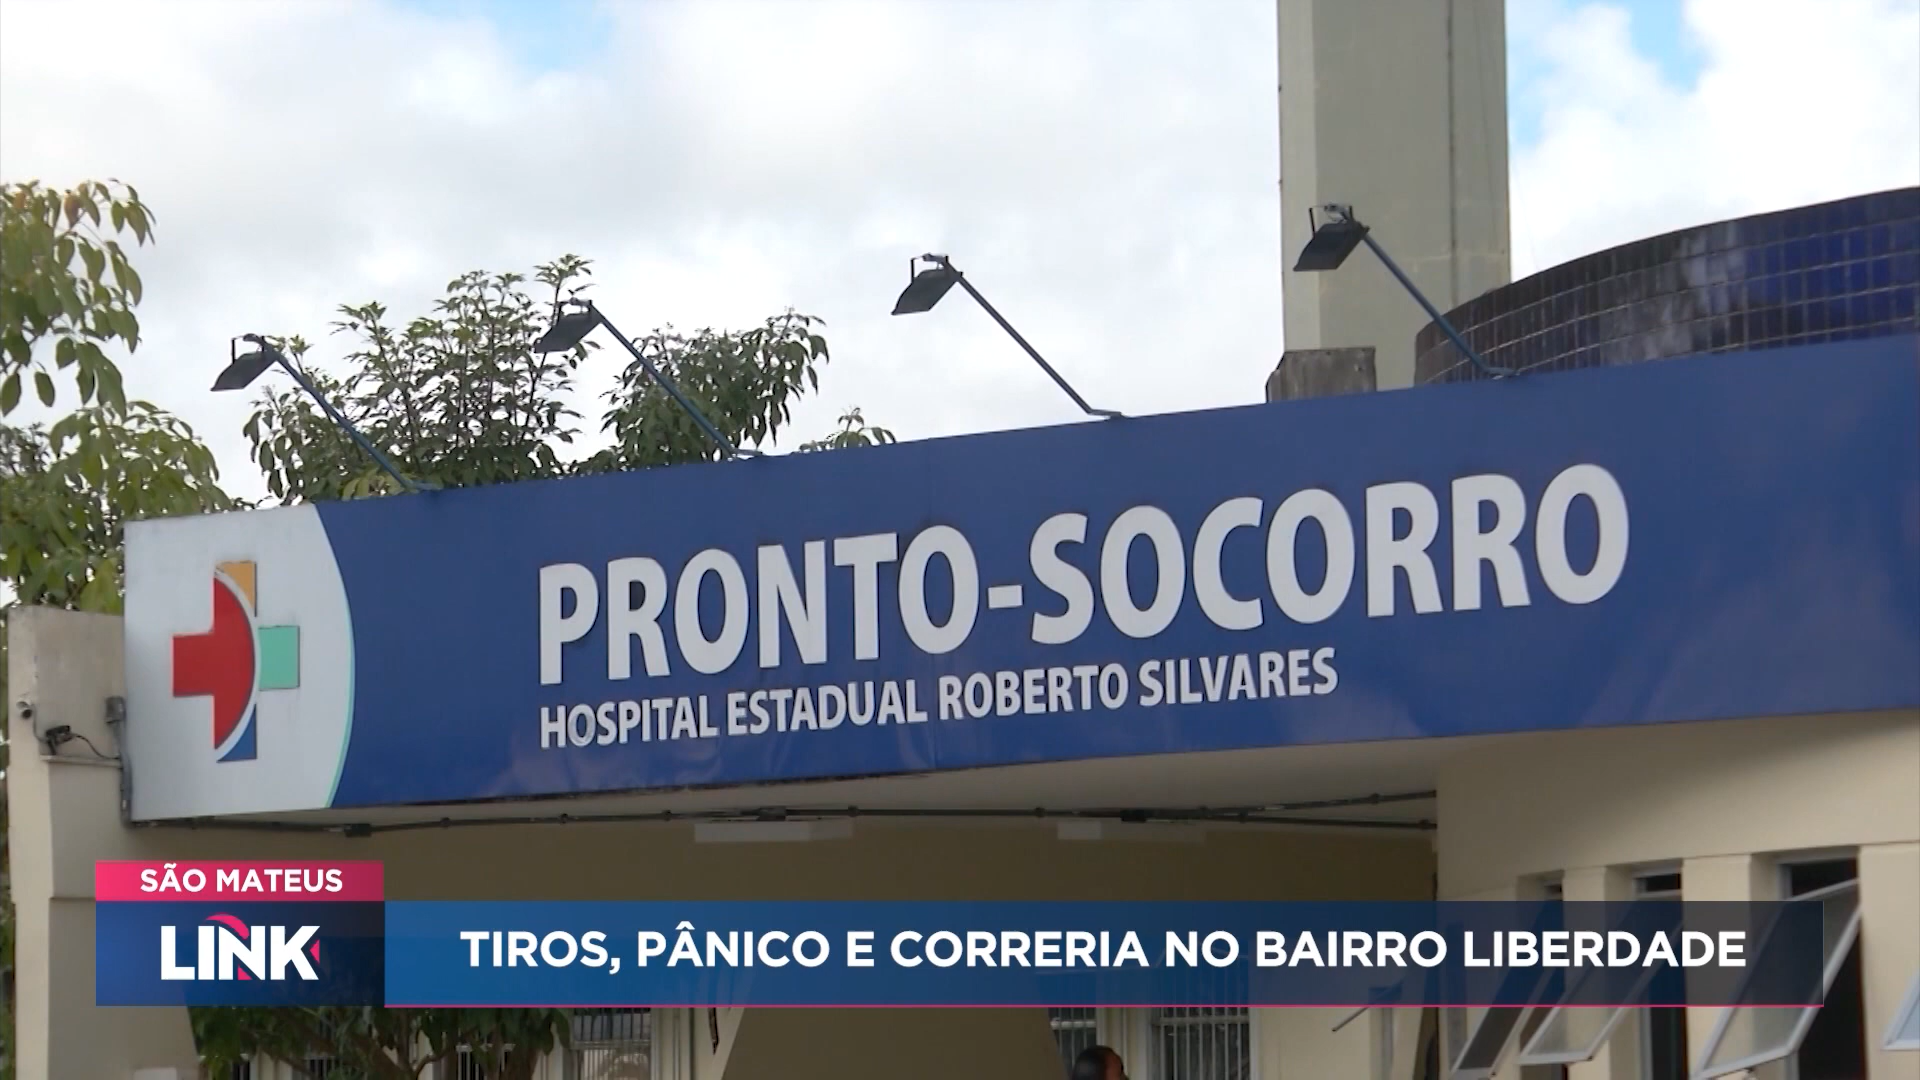 PRONTO-SOCORRO
HOSPITAL ESTADUAL ROBERTO SILVARES
SÃO MATEUS
LINK
TIROS, PÂNICO E CORRERIA NO BAIRRO LIBERDADE